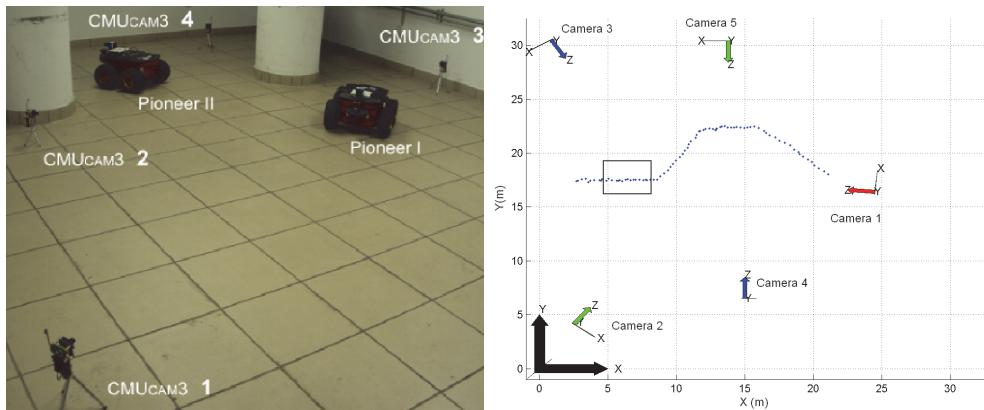 CMUCAM3 4
CMUCAM3 3
Pioneer II
Pioneer I
CMUCAM3 2
CMUCAM3 1
Camera 3
X
Y
Z
Camera 5
X
Y
Z
30
25
20
15
10
5
0
Y(m)
X
Z
Y
Camera 1
Z
Y
Camera 4
Y
Z
Y
X
Camera 2
X
0
5
10
15
20
25
30
X (m)